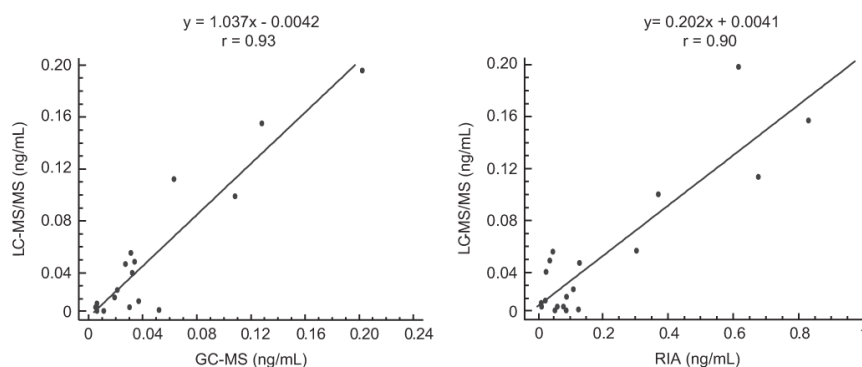 y = 1.037x - 0.0042
r = 0.93
0.20
0.16
0.12
0.08
0.04
0
LC-MS/MS (ng/mL)
0 0.04 0.08 0.12 0.16 0.20 0.24
GC-MS (ng/mL)
y= 0.202x + 0.0041
r = 0.90
0.20
0.16
0.12
0.08
0.04
0
LC-MS/MS (ng/mL)
0 0.2 0.4 0.6 0.8 1
RIA (ng/mL)